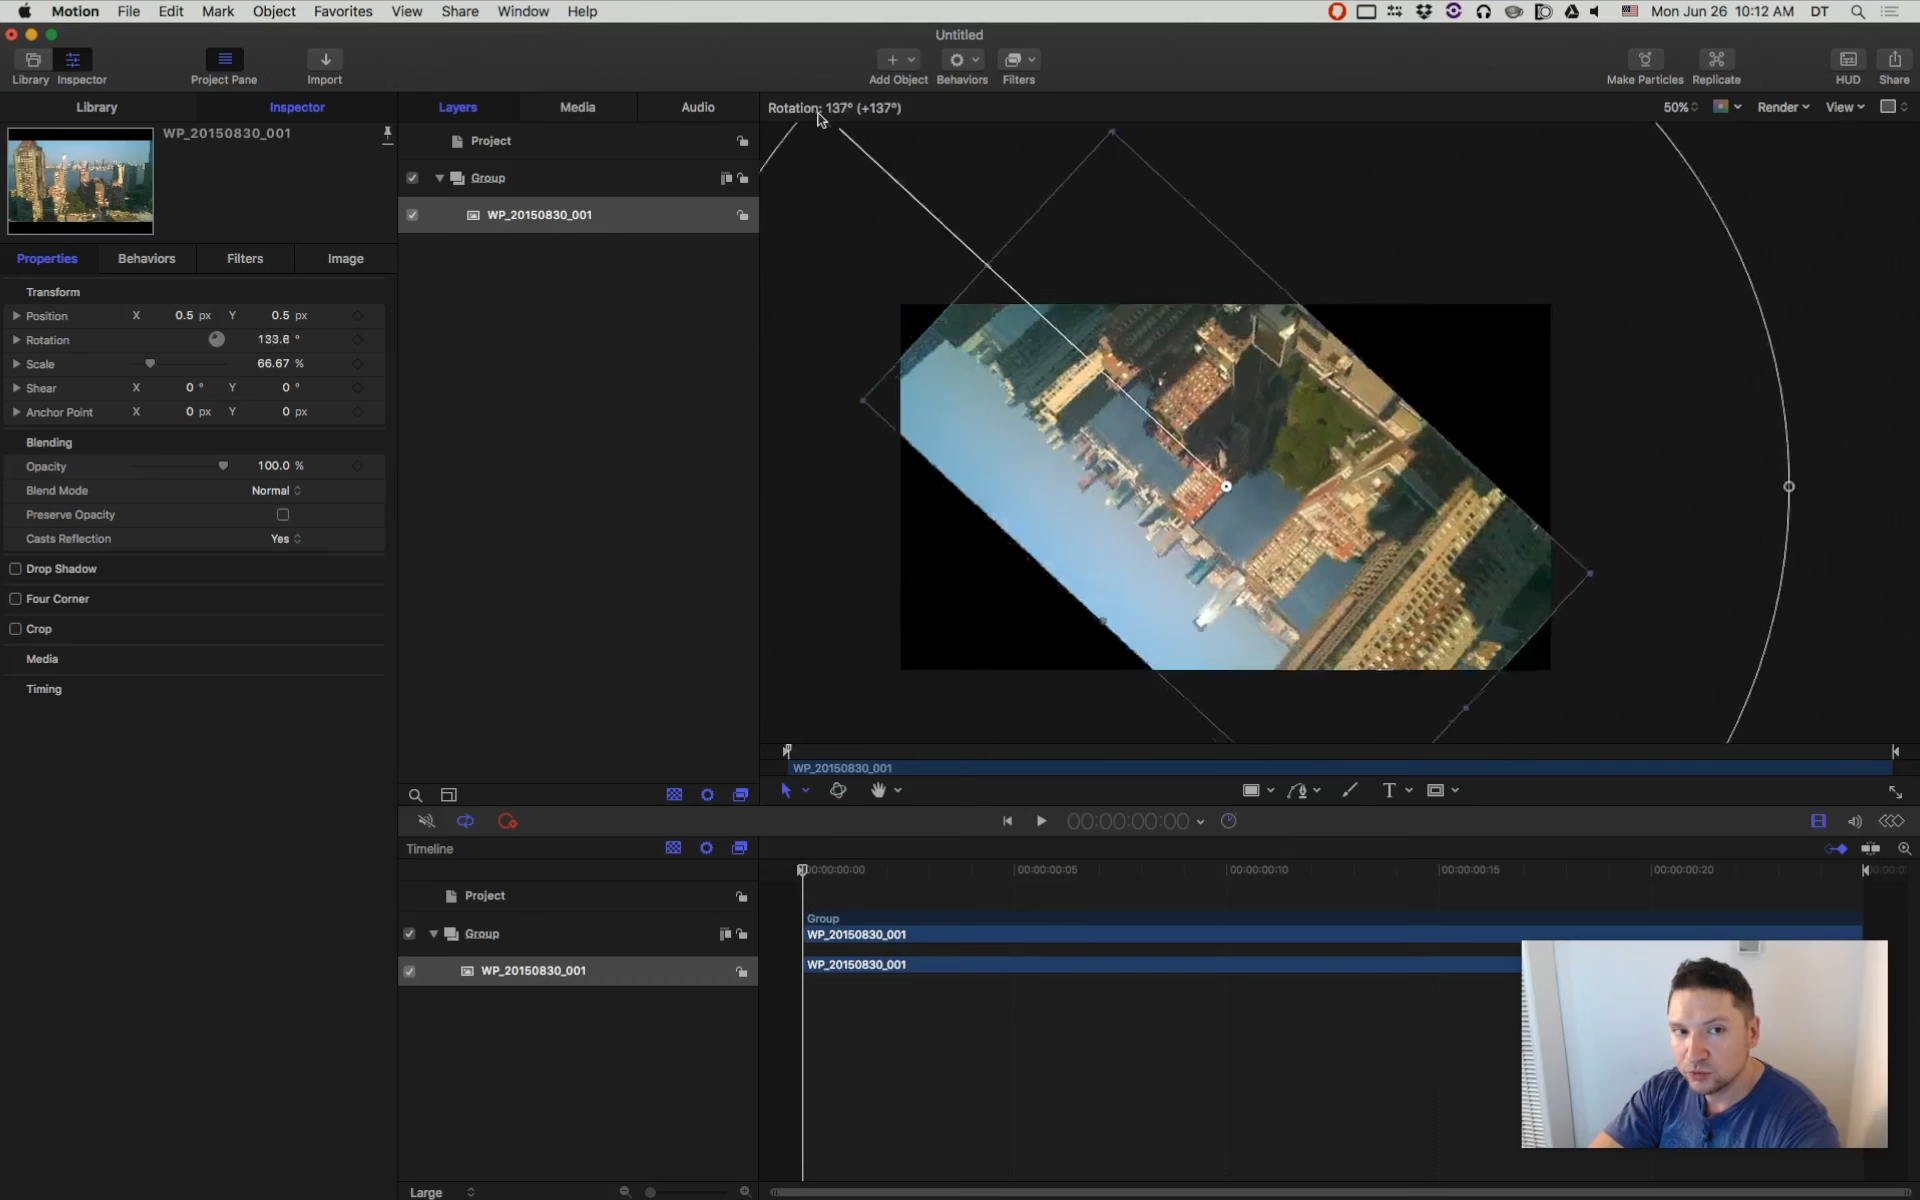 Motion File Edit Mark Object Favorites View Share Window Help Mon Jun 26 10:12 AM DT
Untitled
Library Inspector Project Pane Import Add Object Behaviors Filters Make Particles Replicate HUD Share
Library Inspector Layers Media Audio Rotation: 137° (+137°) 50% Render View
WP_20150830_001
Project
Group
WP_20150830_001
Properties Behaviors Filters Image
Transform
Position X 0.5 px Y 0.5 px
Rotation 133.6 °
Scale 66.67 %
Shear X 0 ° Y 0 °
Anchor Point X 0 px Y 0 px
Blending
Opacity 100.0 %
Blend Mode Normal
Preserve Opacity
Casts Reflection Yes
Drop Shadow
Four Corner
Crop
Media
Timing
WP_20150830_001
T
00:00:00:00
Timeline
00:00:00:00 00:00:00:05 00:00:00:10 00:00:00:15 00:00:00:20
Project
Group
WP_20150830_001
Group
WP_20150830_001
WP_20150830_001
Large